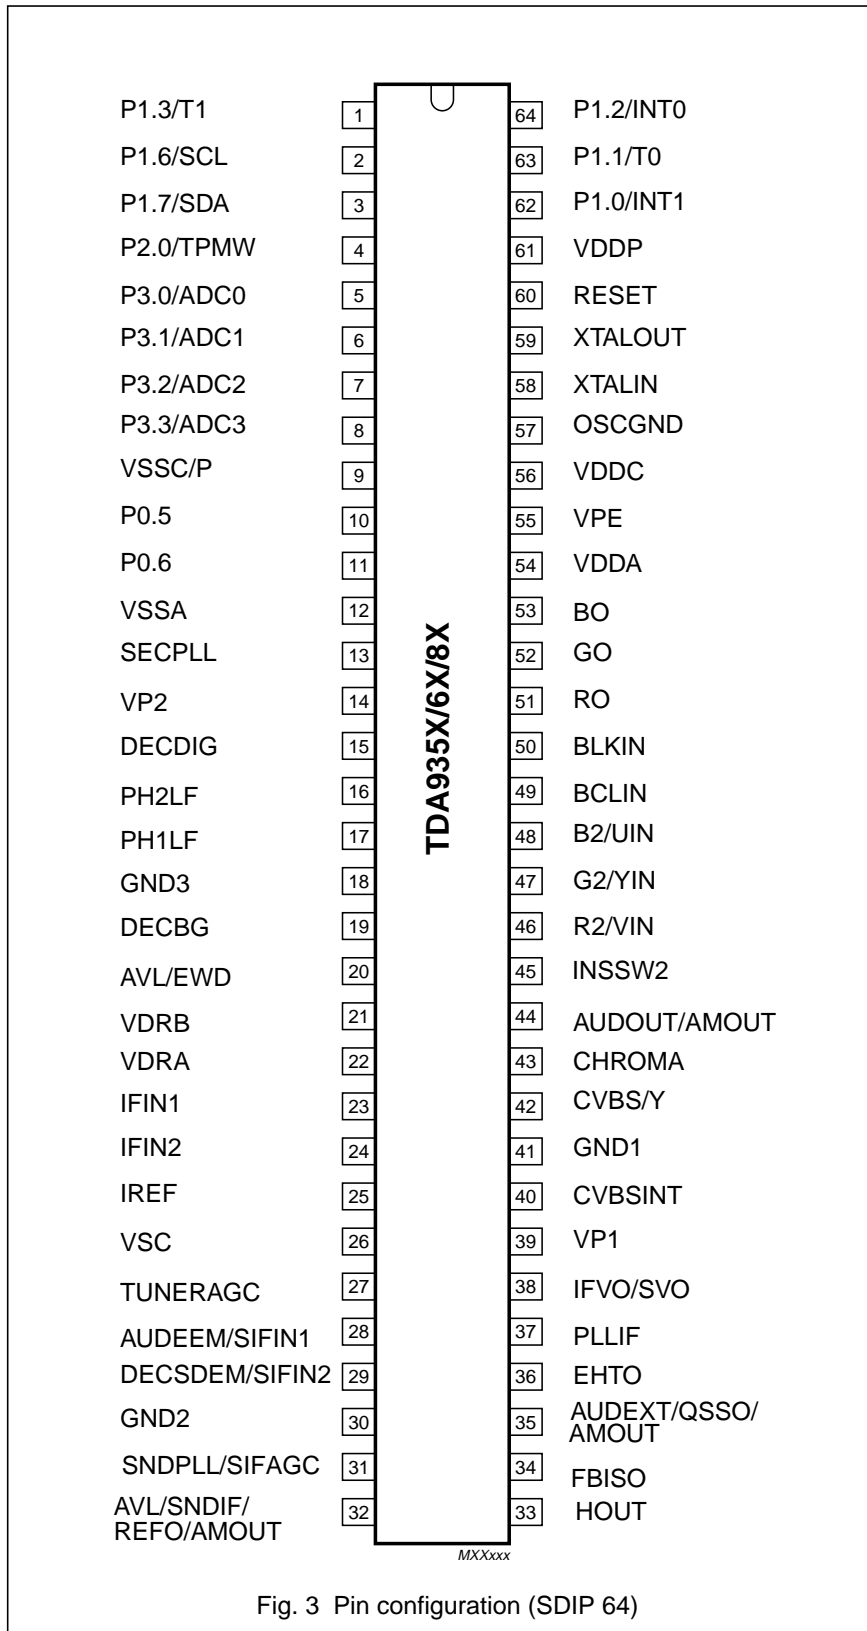 P1.3/T1 1 64 P1.2/INT0
P1.6/SCL 2 63 P1.1/T0
P1.7/SDA 3 62 P1.0/INT1
P2.0/TPMW 4 61 VDDP
P3.0/ADC0 5 60 RESET
P3.1/ADC1 6 59 XTALOUT
P3.2/ADC2 7 58 XTALIN
P3.3/ADC3 8 57 OSCGND
VSSC/P 9 56 VDDC
P0.5 10 55 VPE
P0.6 11 54 VDDA
VSSA 12 53 BO
SECPLL 13 52 GO
VP2 14 51 RO
DECDIG 15 50 BLKIN
PH2LF 16 49 BCLIN
PH1LF 17 48 B2/UIN
GND3 18 47 G2/YIN
DECBG 19 46 R2/VIN
AVL/EWD 20 45 INSSW2
VDRB 21 44 AUDOUT/AMOUT
VDRA 22 43 CHROMA
IFIN1 23 42 CVBS/Y
IFIN2 24 41 GND1
IREF 25 40 CVBSINT
VSC 26 39 VP1
TUNERAGC 27 38 IFVO/SVO
AUDEEM/SIFIN1 28 37 PLLIF
DECSDEM/SIFIN2 29 36 EHTO
GND2 30 35 AUDEXT/QSSO/
AMOUT
SNDPLL/SIFAGC 31 34 FBISO
AVL/SNDIF/ 32 33 HOUT
REFO/AMOUT
TDA935X/6X/8X
MXXxxx
Fig. 3 Pin configuration (SDIP 64)